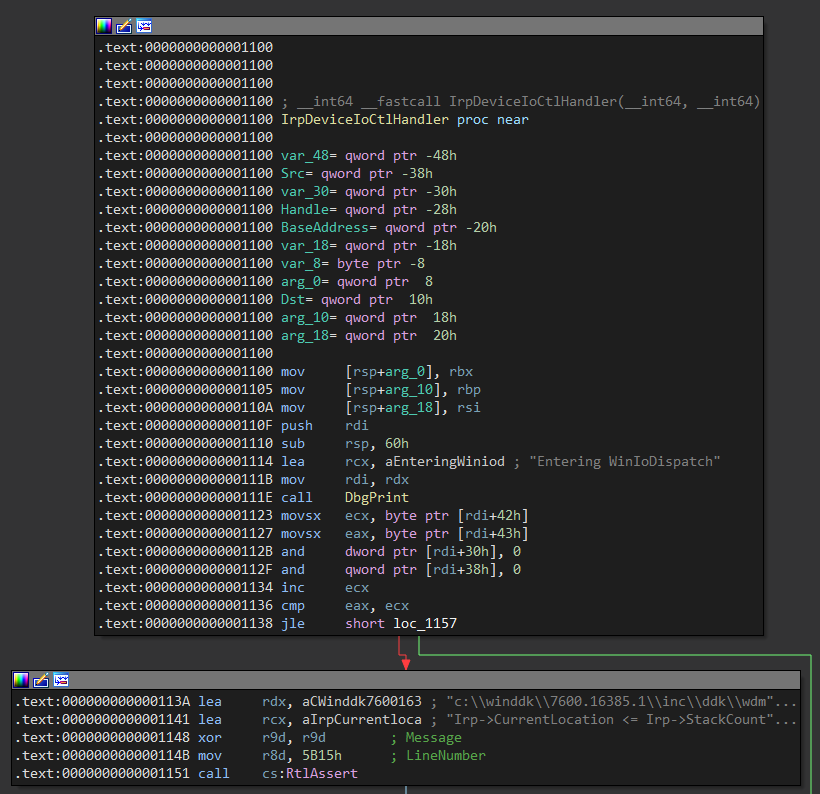 .text:0000000000001100
.text:0000000000001100
.text:0000000000001100
.text:0000000000001100 ; __int64 __fastcall IrpDeviceIoCtlHandler(__int64, __int64)
.text:0000000000001100 IrpDeviceIoCtlHandler proc near
.text:0000000000001100
.text:0000000000001100 var_48= qword ptr -48h
.text:0000000000001100 Src= qword ptr -38h
.text:0000000000001100 var_30= qword ptr -30h
.text:0000000000001100 Handle= qword ptr -28h
.text:0000000000001100 BaseAddress= qword ptr -20h
.text:0000000000001100 var_18= qword ptr -18h
.text:0000000000001100 var_8= byte ptr -8
.text:0000000000001100 arg_0= qword ptr  8
.text:0000000000001100 Dst= qword ptr  10h
.text:0000000000001100 arg_10= qword ptr  18h
.text:0000000000001100 arg_18= qword ptr  20h
.text:0000000000001100
.text:0000000000001100 mov     [rsp+arg_0], rbx
.text:0000000000001105 mov     [rsp+arg_10], rbp
.text:000000000000110A mov     [rsp+arg_18], rsi
.text:000000000000110F push    rdi
.text:0000000000001110 sub     rsp, 60h
.text:0000000000001114 lea     rcx, aEnteringWiniod ; "Entering WinIoDispatch"
.text:000000000000111B mov     rdi, rdx
.text:000000000000111E call    DbgPrint
.text:0000000000001123 movsx   ecx, byte ptr [rdi+42h]
.text:0000000000001127 movsx   eax, byte ptr [rdi+43h]
.text:000000000000112B and     dword ptr [rdi+30h], 0
.text:000000000000112F and     qword ptr [rdi+38h], 0
.text:0000000000001134 inc     ecx
.text:0000000000001136 cmp     eax, ecx
.text:0000000000001138 jle     short loc_1157
.text:000000000000113A lea     rdx, aCWinddk7600163 ; "c:\\winddk\\7600.16385.1\\inc\\ddk\\wdm"...
.text:0000000000001141 lea     rcx, aIrpCurrentloca ; "Irp->CurrentLocation <= Irp->StackCount"...
.text:0000000000001148 xor     r9d, r9d        ; Message
.text:000000000000114B mov     r8d, 5B15h      ; LineNumber
.text:0000000000001151 call    cs:RtlAssert